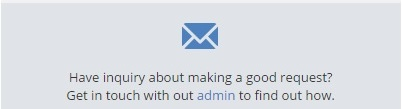 Have inquiry about making a good request?
Get in touch with out admin to find out how.